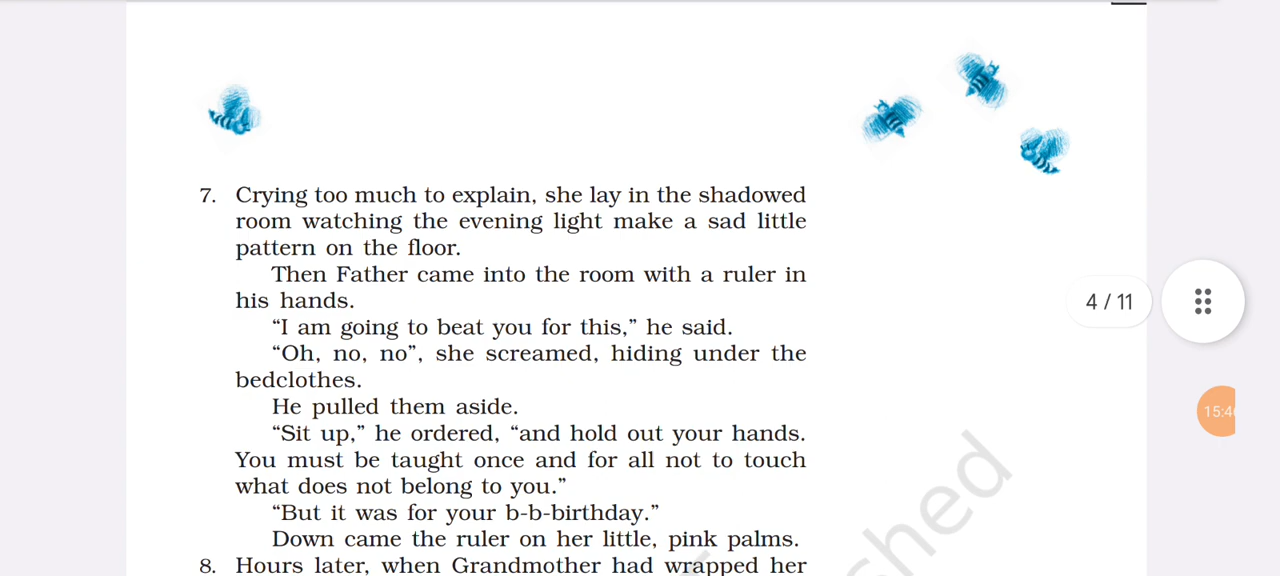 7. Crying too much to explain, she lay in the shadowed
room watching the evening light make a sad little
pattern on the floor.
Then Father came into the room with a ruler in
his hands.
“I am going to beat you for this,” he said.
“Oh, no, no”, she screamed, hiding under the
bedclothes.
He pulled them aside.
“Sit up,” he ordered, “and hold out your hands.
You must be taught once and for all not to touch
what does not belong to you.”
“But it was for your b-b-birthday.”
Down came the ruler on her little, pink palms.
8. Hours later, when Grandmother had wrapped her
4 / 11
shed